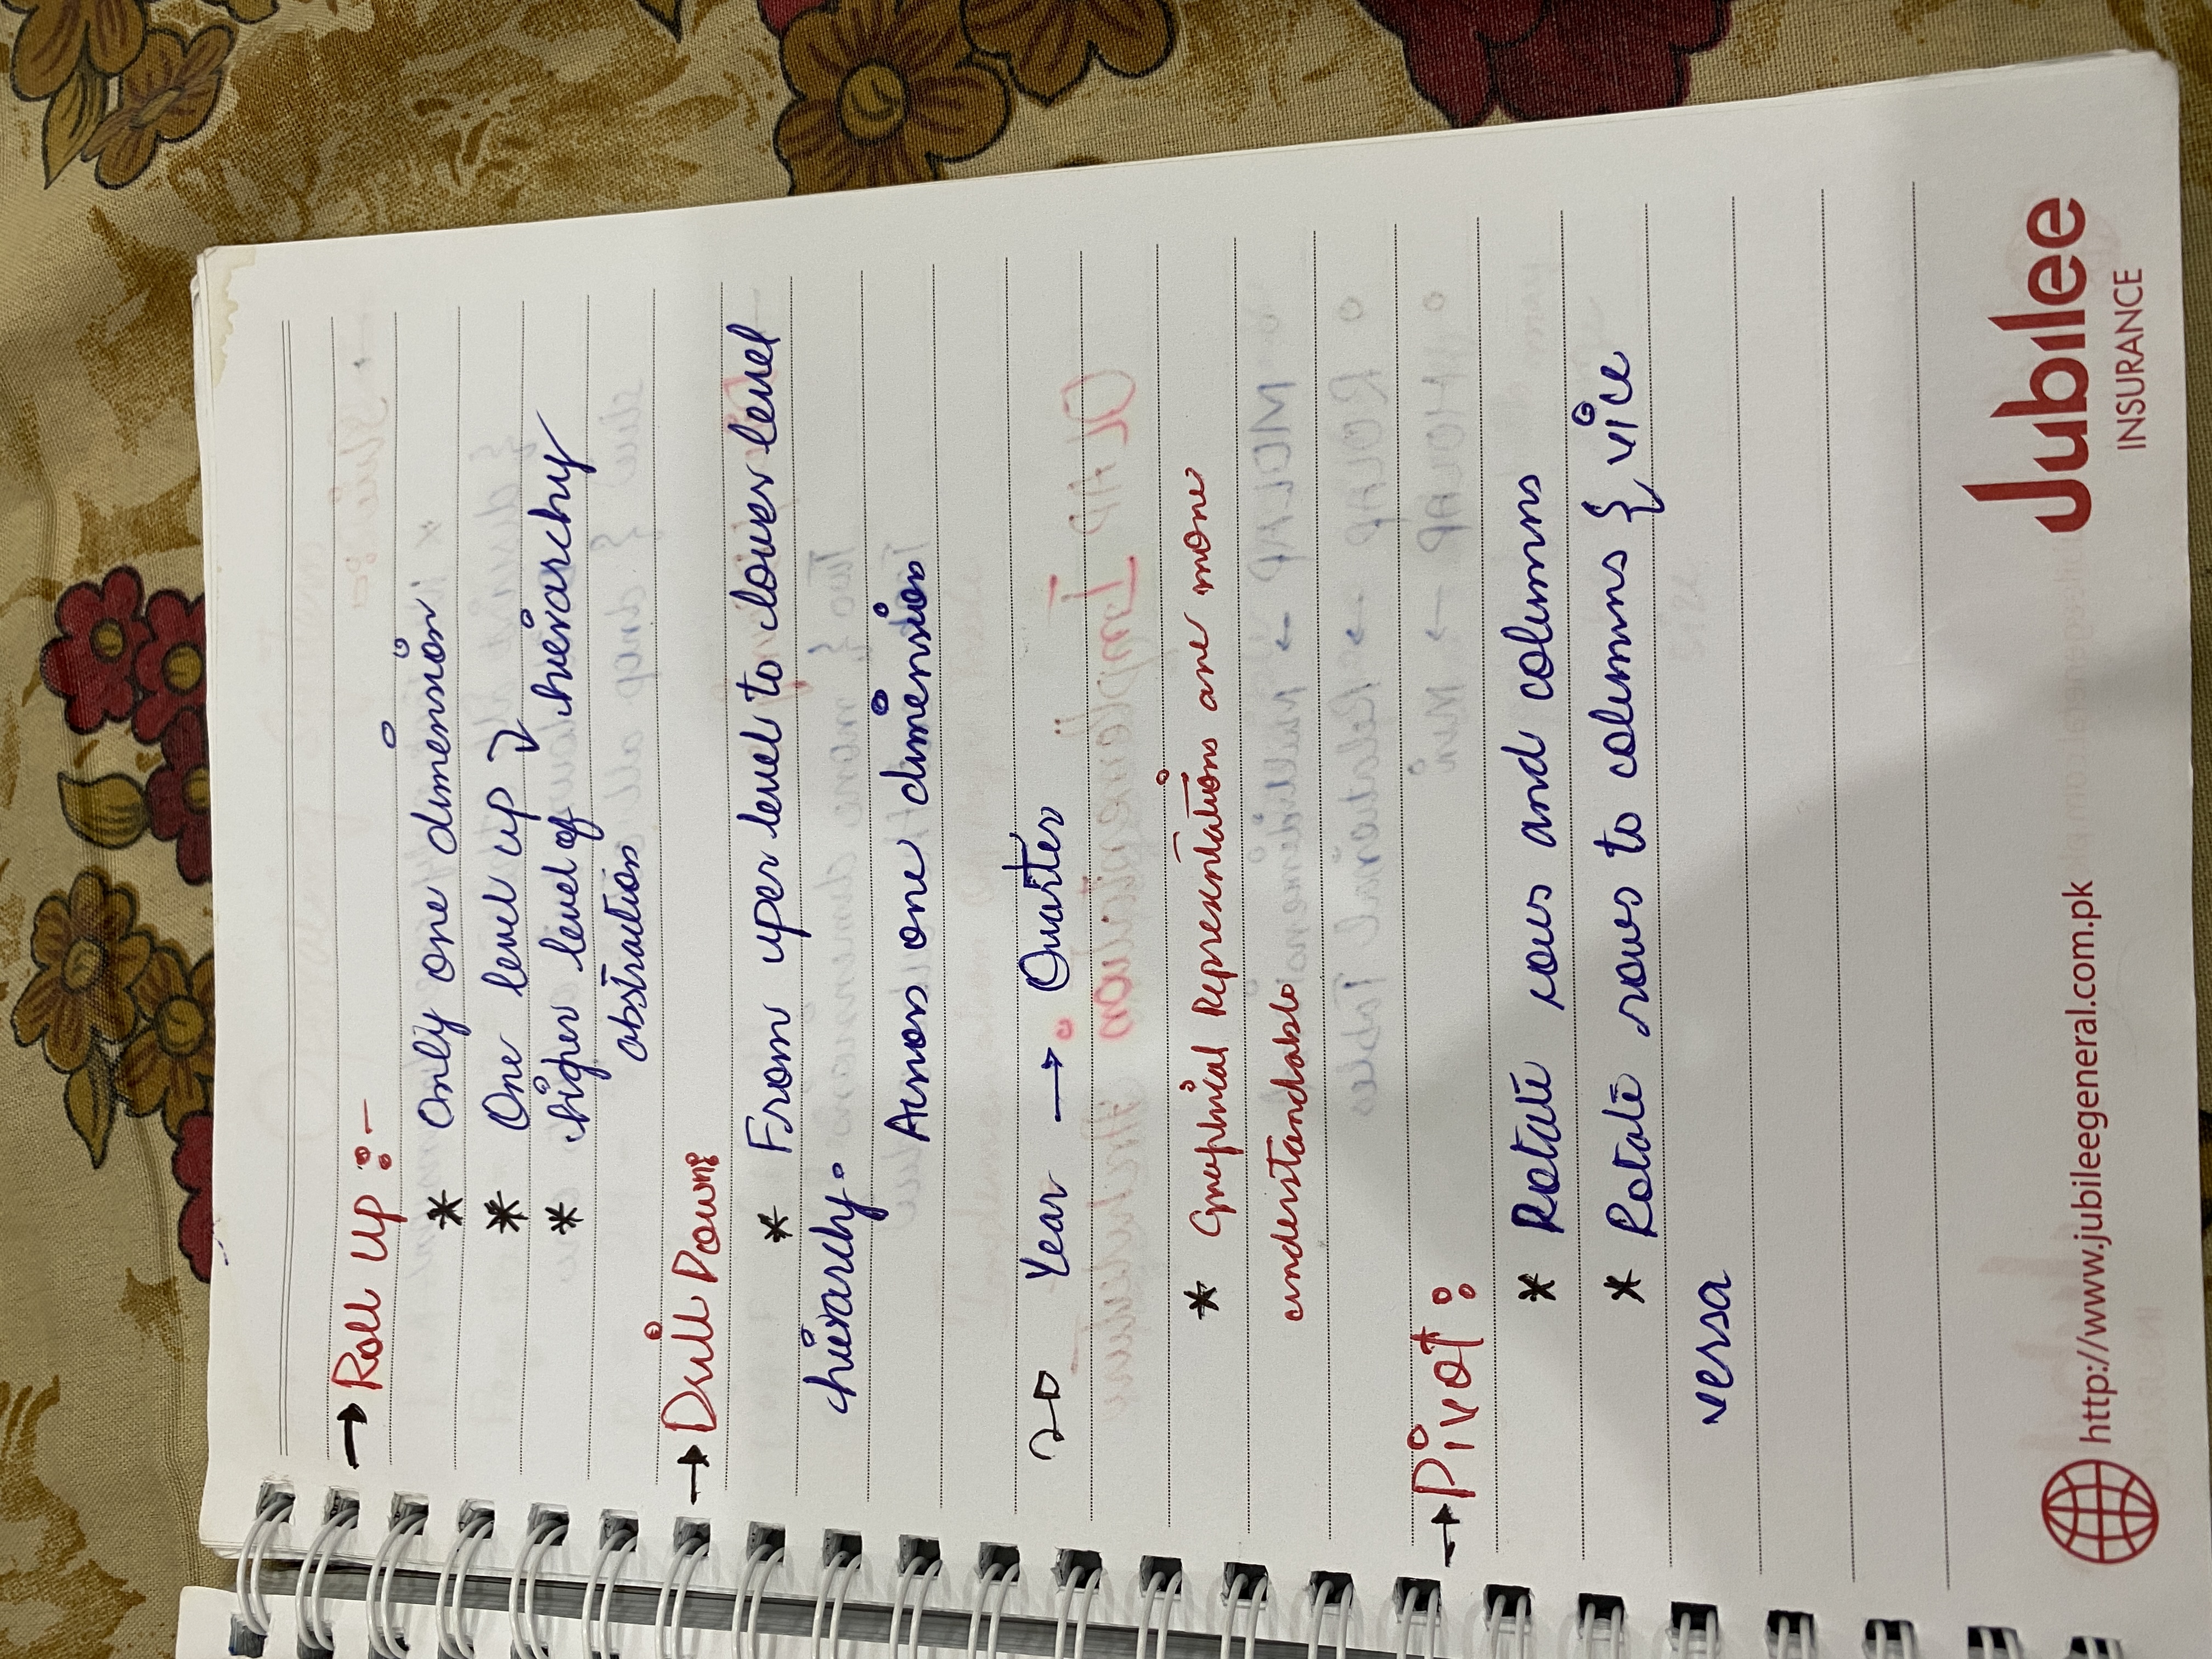 → Roll Up :-
* Only one dimension.
* One level up
* higher level of hierarchy
abstraction
→ Drill Down:
* From uper level to lower level
hierarchy.
Across one dimension
Year → Quarter
* Graphical Representations are more
understandable
→ Pivot :
* Rotate rows and columns
* Rotate rows to columns & vice
versa
http://www.jubileegeneral.com.pk
Jubilee
INSURANCE